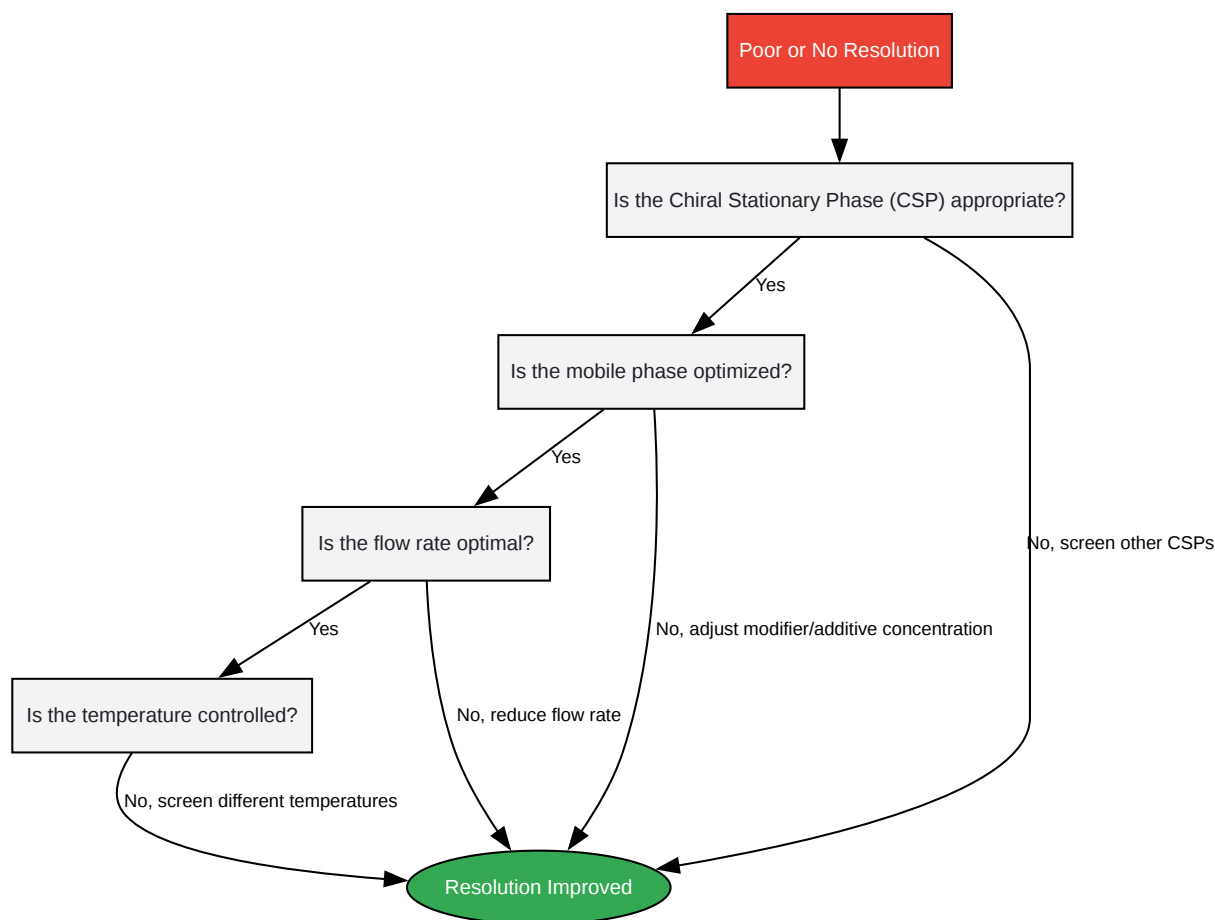 Poor or No Resolution
Is the Chiral Stationary Phase (CSP) appropriate?
Yes
Is the mobile phase optimized?
Yes
No, screen other CSPs
Is the flow rate optimal?
Yes
No, adjust modifier/additive concentration
Is the temperature controlled?
No, reduce flow rate
No, screen different temperatures
Resolution Improved